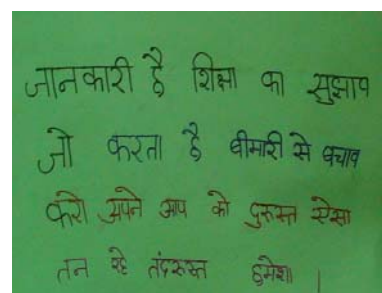 जानकारी है शिक्षा का सुझाव
जो करता है बीमारी से बचाव
करो अपने आप को दुरुस्त ऐसा
तन रहे तंदरुस्त हमेशा ।